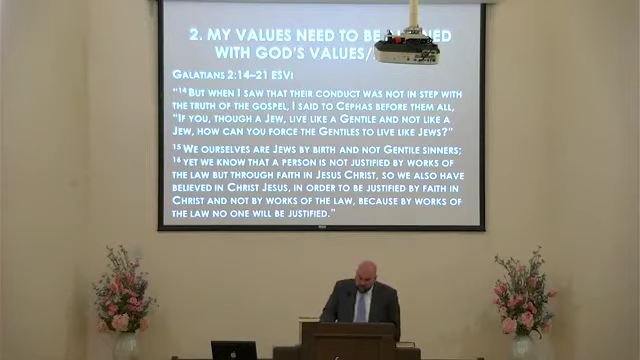 2. MY VALUES NEED TO BE
WITH GOD'S VALUES/
GALATIANS 2:14–21 ESVI
"14 BUT WHEN I SAW THAT THEIR CONDUCT WAS NOT IN STEP WITH
THE TRUTH OF THE GOSPEL, I SAID TO CEPHAS BEFORE THEM ALL,
"IF YOU, THOUGH A JEW, LIVE LIKE A GENTILE AND NOT LIKE A
JEW, HOW CAN YOU FORCE THE GENTILES TO LIVE LIKE JEWS?"
15 WE OURSELVES ARE JEWS BY BIRTH AND NOT GENTILE SINNERS;
16 YET WE KNOW THAT A PERSON IS NOT JUSTIFIED BY WORKS OF
THE LAW BUT THROUGH FAITH IN JESUS CHRIST, SO WE ALSO HAVE
BELIEVED IN CHRIST JESUS, IN ORDER TO BE JUSTIFIED BY FAITH IN
CHRIST AND NOT BY WORKS OF THE LAW, BECAUSE BY WORKS OF
THE LAW NO ONE WILL BE JUSTIFIED."